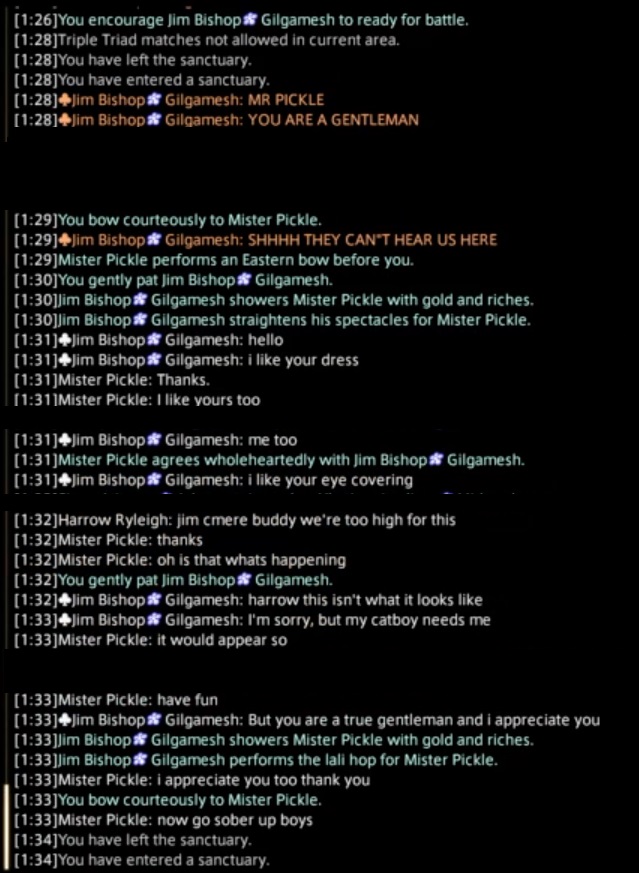 [1:26]You encourage Jim Bishop Gilgamesh to ready for battle.
[1:28]Triple Triad matches not allowed in current area.
[1:28]You have left the sanctuary.
[1:28]You have entered a sanctuary.
[1:28]♣Jim Bishop Gilgamesh: MR PICKLE
[1:28]♣Jim Bishop Gilgamesh: YOU ARE A GENTLEMAN
[1:29]You bow courteously to Mister Pickle.
[1:29]♣Jim Bishop Gilgamesh: SHHHH THEY CAN"T HEAR US HERE
[1:29]Mister Pickle performs an Eastern bow before you.
[1:30]You gently pat Jim Bishop Gilgamesh.
[1:30]Jim Bishop Gilgamesh showers Mister Pickle with gold and riches.
[1:30]Jim Bishop Gilgamesh straightens his spectacles for Mister Pickle.
[1:31]♣Jim Bishop Gilgamesh: hello
[1:31]♣Jim Bishop Gilgamesh: i like your dress
[1:31]Mister Pickle: Thanks.
[1:31]Mister Pickle: I like yours too
[1:31]♣Jim Bishop Gilgamesh: me too
[1:31]Mister Pickle agrees wholeheartedly with Jim Bishop Gilgamesh.
[1:31]♣Jim Bishop Gilgamesh: i like your eye covering
[1:32]Harrow Ryleigh: jim cmere buddy we're too high for this
[1:32]Mister Pickle: thanks
[1:32]Mister Pickle: oh is that whats happening
[1:32]You gently pat Jim Bishop Gilgamesh.
[1:32]♣Jim Bishop Gilgamesh: harrow this isn't what it looks like
[1:33]♣Jim Bishop Gilgamesh: I'm sorry, but my catboy needs me
[1:33]Mister Pickle: it would appear so
[1:33]Mister Pickle: have fun
[1:33]♣Jim Bishop Gilgamesh: But you are a true gentleman and i appreciate you
[1:33]Jim Bishop Gilgamesh showers Mister Pickle with gold and riches.
[1:33]Jim Bishop Gilgamesh performs the lali hop for Mister Pickle.
[1:33]Mister Pickle: i appreciate you too thank you
[1:33]You bow courteously to Mister Pickle.
[1:33]Mister Pickle: now go sober up boys
[1:34]You have left the sanctuary.
[1:34]You have entered a sanctuary.